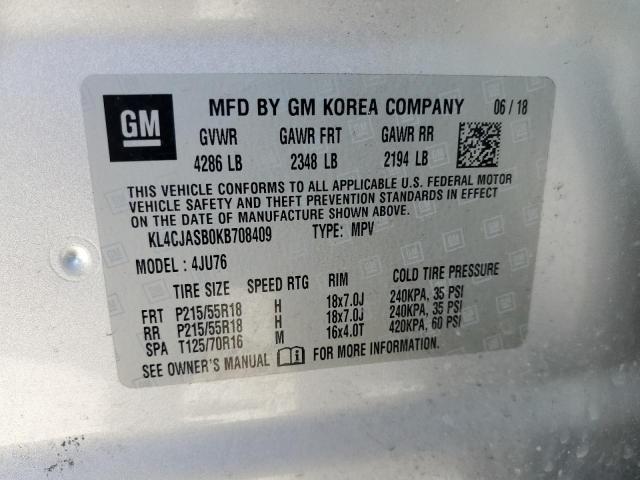 GM
MFD BY GM KOREA COMPANY 06 / 18
GVWR GAWR FRT GAWR RR
4286 LB 2348 LB 2194 LB
THIS VEHICLE CONFORMS TO ALL APPLICABLE U.S. FEDERAL MOTOR
VEHICLE SAFETY AND THEFT PREVENTION STANDARDS IN EFFECT
ON THE DATE OF MANUFACTURE SHOWN ABOVE.
KL4CJASB0KB708409 TYPE: MPV
MODEL : 4JU76
TIRE SIZE SPEED RTG RIM COLD TIRE PRESSURE
FRT P215/55R18 H 18x7.0J 240KPA, 35 PSI
RR P215/55R18 H 18x7.0J 240KPA, 35 PSI
SPA T125/70R16 M 16x4.0T 420KPA, 60 PSI
SEE OWNER'S MANUAL FOR MORE INFORMATION.